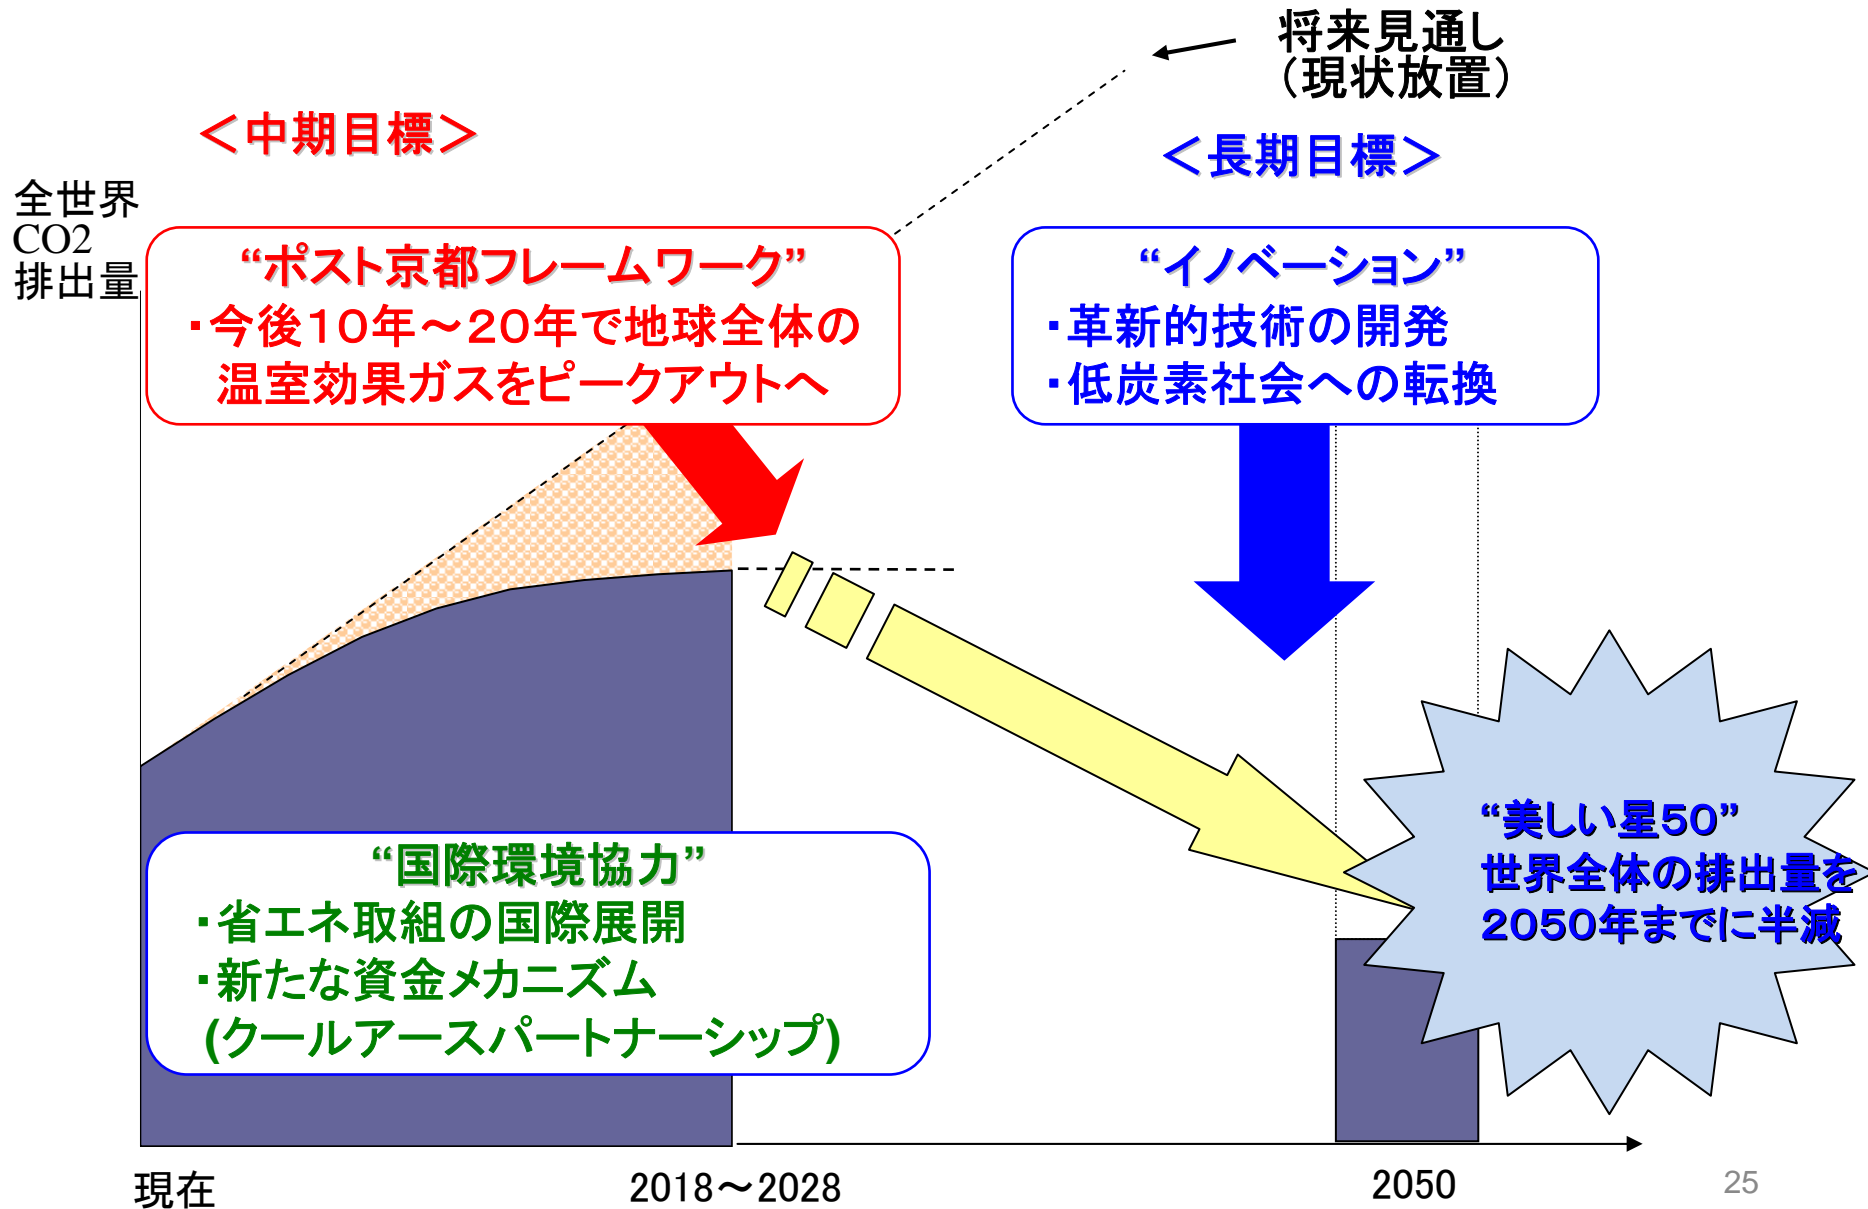 将来見通し
（現状放置）
＜中期目標＞
＜長期目標＞
全世界
CO2
排出量
“ポスト京都フレームワーク”
・今後１０年～２０年で地球全体の
温室効果ガスをピークアウトへ
“イノベーション”
・革新的技術の開発
・低炭素社会への転換
“美しい星５０”
世界全体の排出量を
２０５０年までに半減
“国際環境協力”
・省エネ取組の国際展開
・新たな資金メカニズム
(クールアースパートナーシップ)
現在
2018～2028
2050
25